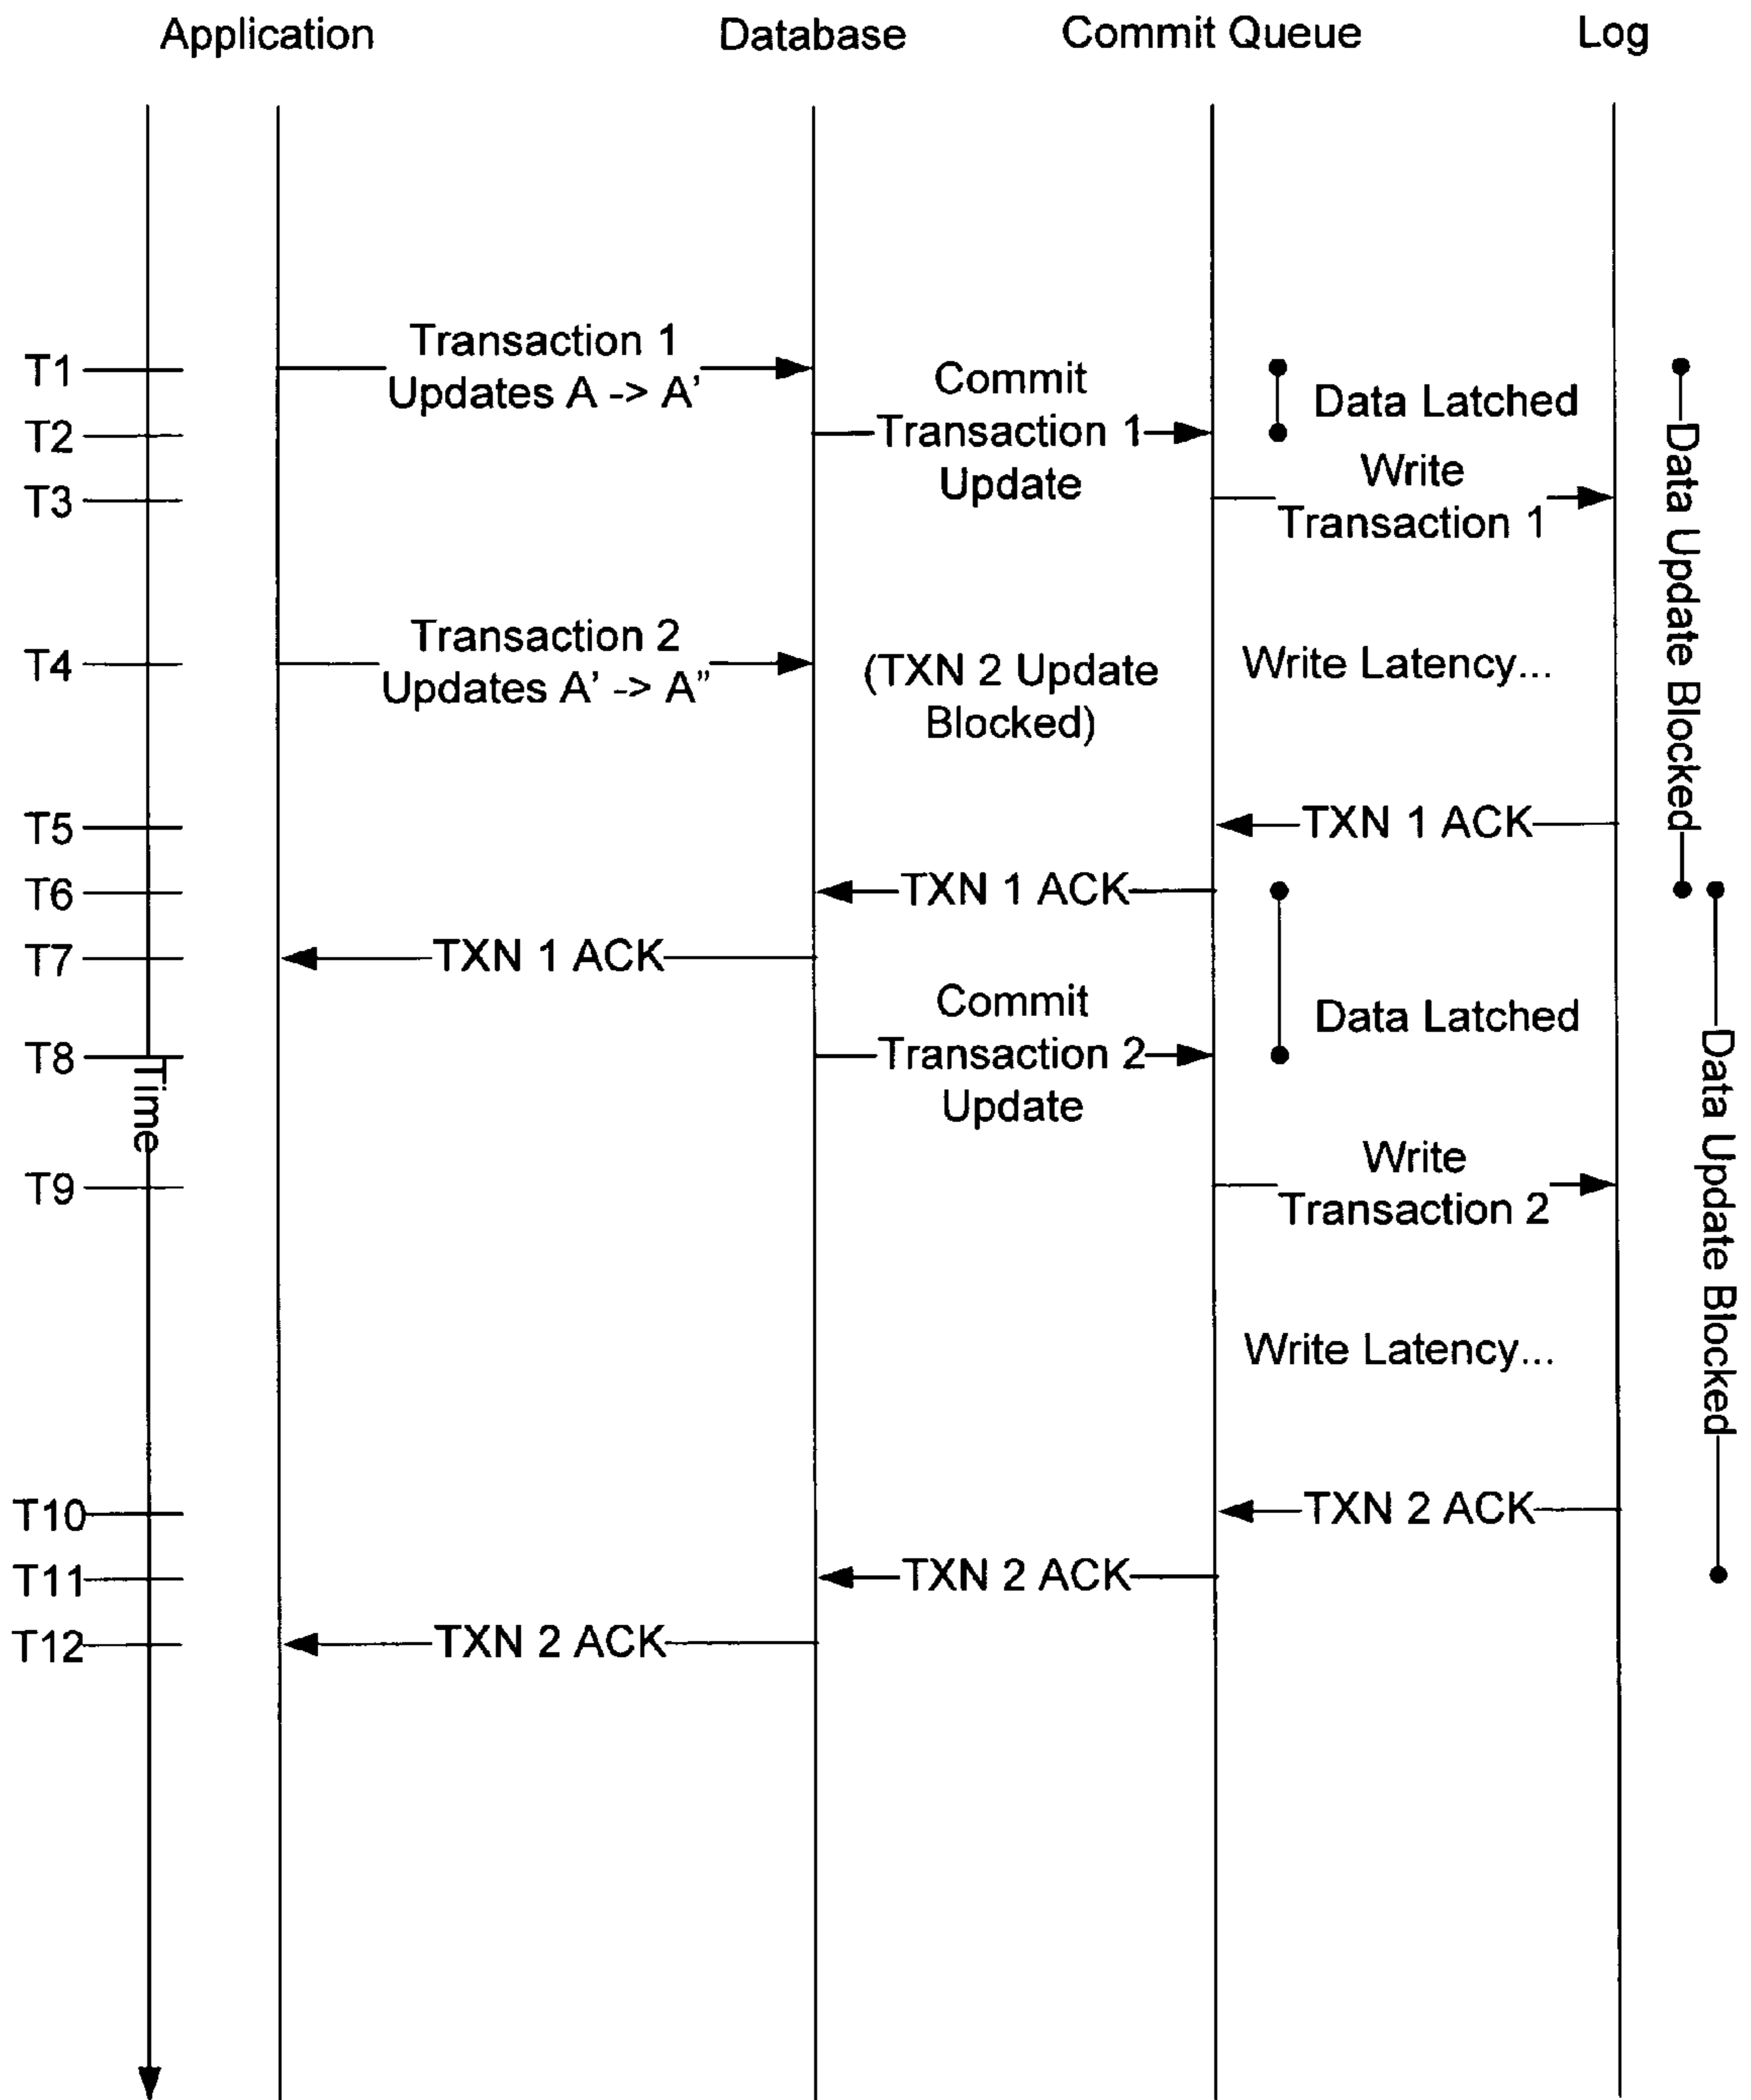 Application
Database
Commit Queue
Log
T1
Transaction 1
Updates A -> A'
Commit
Transaction 1
Update
Data Latched
T2
T3
Write
Transaction 1
Data Update Blocked
T4
Transaction 2
Updates A' -> A"
(TXN 2 Update
Blocked)
Write Latency...
T5
TXN 1 ACK
T6
TXN 1 ACK
T7
TXN 1 ACK
Commit
Transaction 2
Update
Data Latched
T8
Time
Data Update Blocked
T9
Write
Transaction 2
Write Latency...
T10
TXN 2 ACK
T11
TXN 2 ACK
T12
TXN 2 ACK